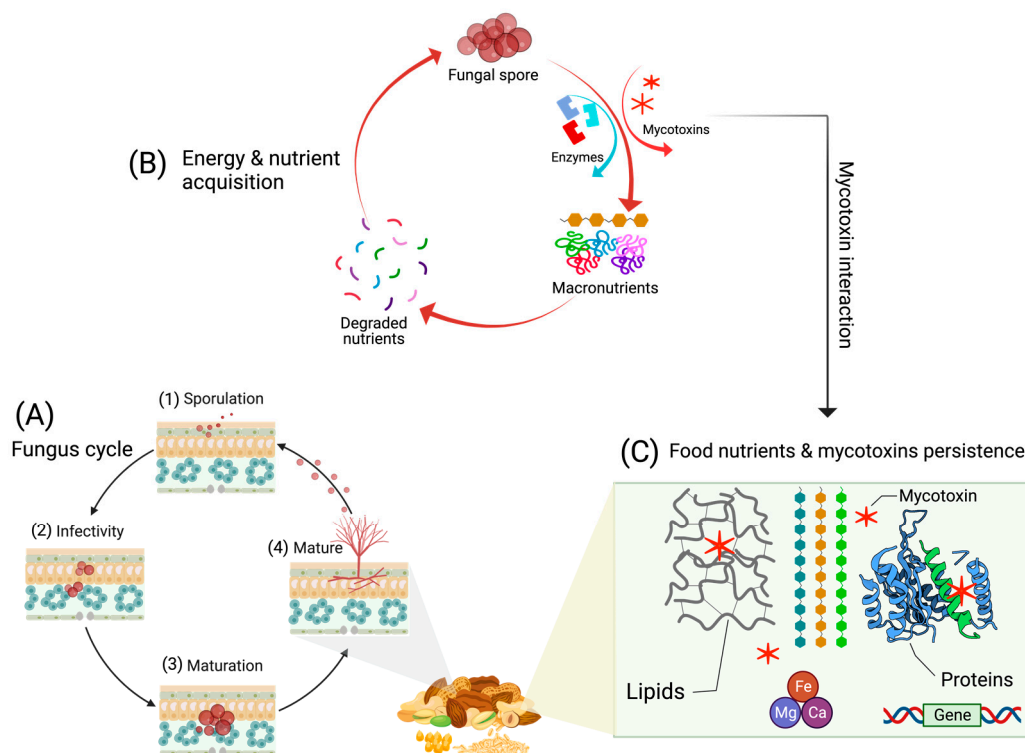 Fungal spore
Mycotoxins
Enzymes
(B) Energy & nutrient
acquisition
Macronutrients
Degraded
nutrients
Mycotoxin interaction
(A)
Fungus cycle
(1) Sporulation
(2) Infectivity
(3) Maturation
(4) Mature
(C) Food nutrients & mycotoxins persistence
Mycotoxin
Lipids
Proteins
Fe
Mg
Ca
Gene